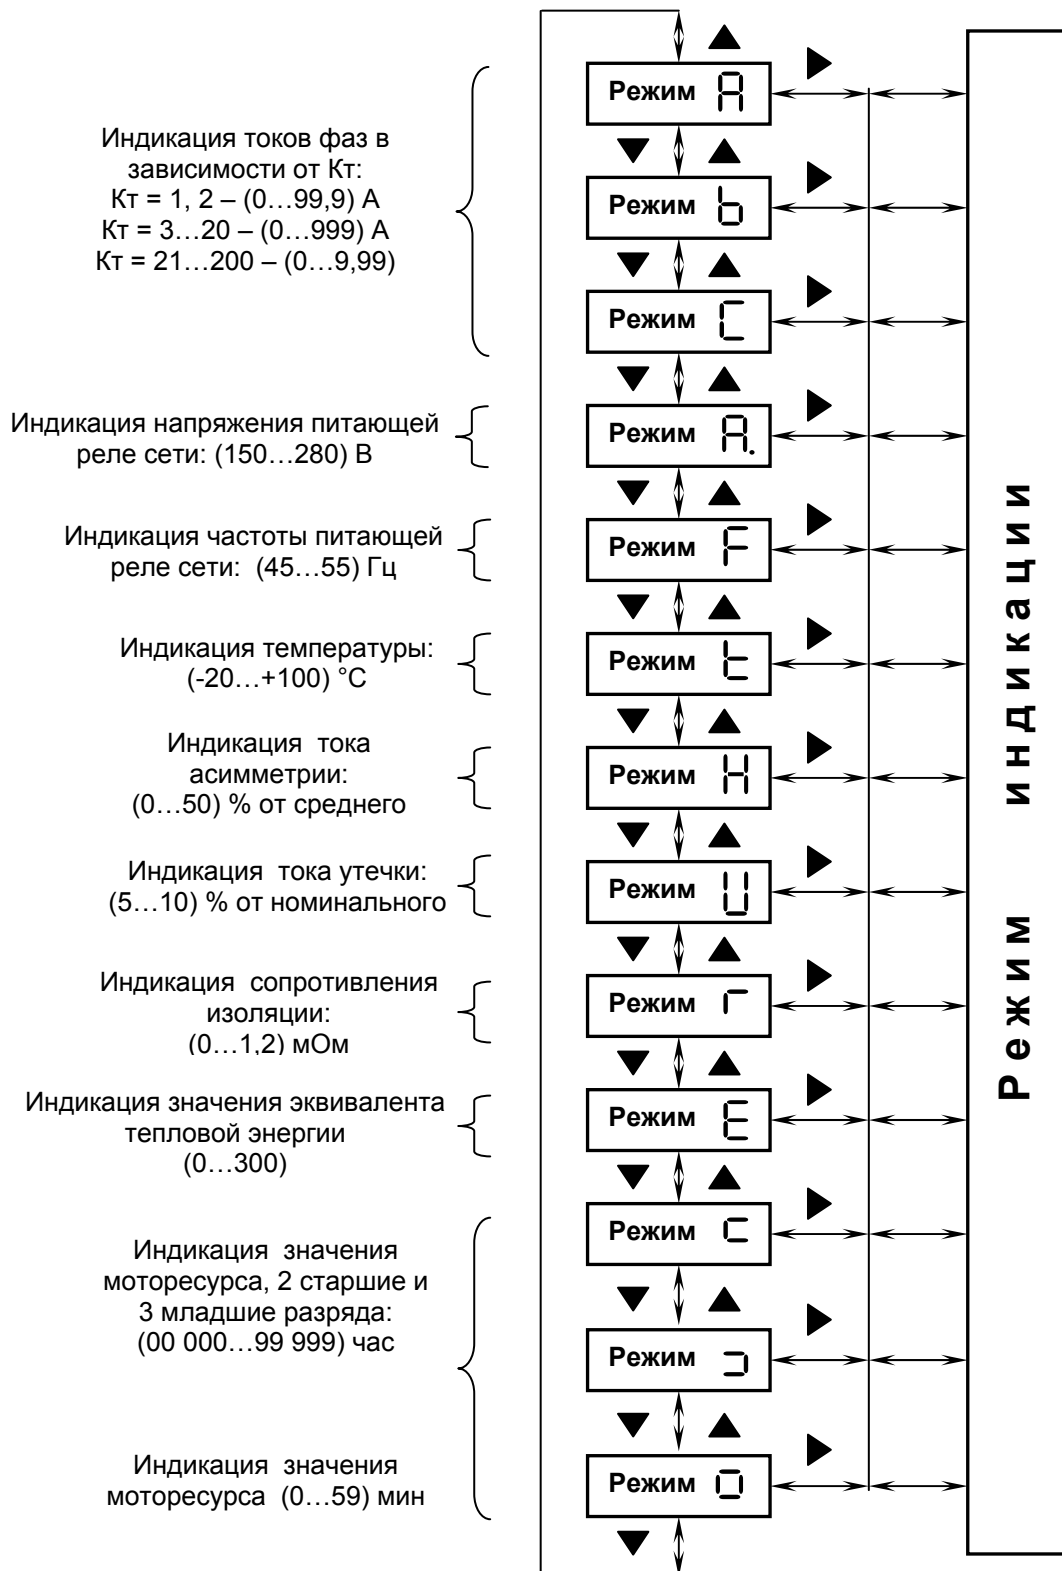 Режим A
Индикация токов фаз в
зависимости от Кт:
Кт = 1, 2 – (0…99,9) А
Кт = 3…20 – (0…999) А
Кт = 21…200 – (0…9,99)
Режим b
Режим C
Индикация напряжения питающей
реле сети: (150…280) В
Режим A.
Индикация частоты питающей
реле сети: (45…55) Гц
Режим F
Индикация температуры:
(-20…+100) °С
Режим t
Индикация тока
асимметрии:
(0…50) % от среднего
Режим H
Индикация тока утечки:
(5…10) % от номинального
Режим U
Индикация сопротивления
изоляции:
(0…1,2) мОм
Режим г
Индикация значения эквивалента
тепловой энергии
(0…300)
Режим E
Индикация значения
моторесурса, 2 старшие и
3 младшие разряда:
(00 000…99 999) час
Режим c
Режим ɔ
Индикация значения
моторесурса (0…59) мин
Режим o
Режим индикации